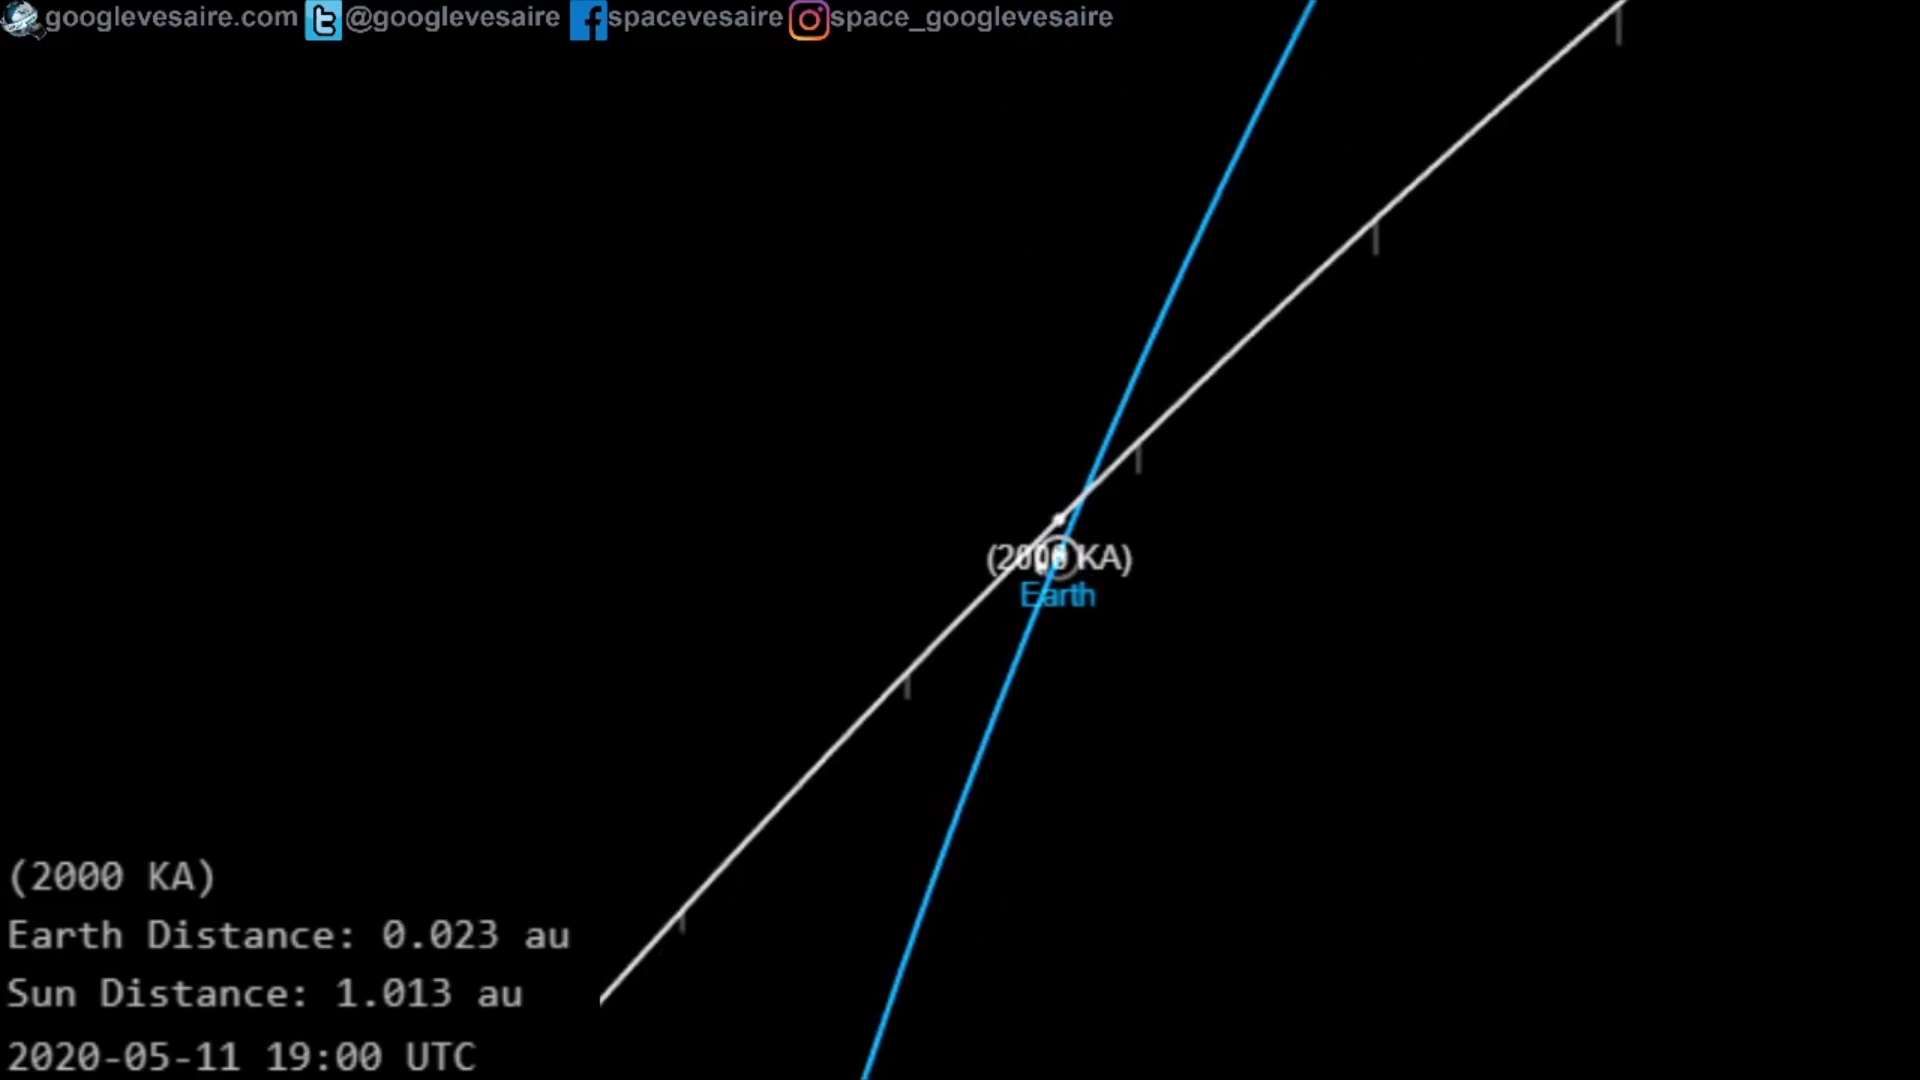 googlevesaire.com @googlevesaire spacevesaire space_googlevesaire
(2000 KA)
Earth
(2000 KA)
Earth Distance: 0.023 au
Sun Distance: 1.013 au
2020-05-11 19:00 UTC